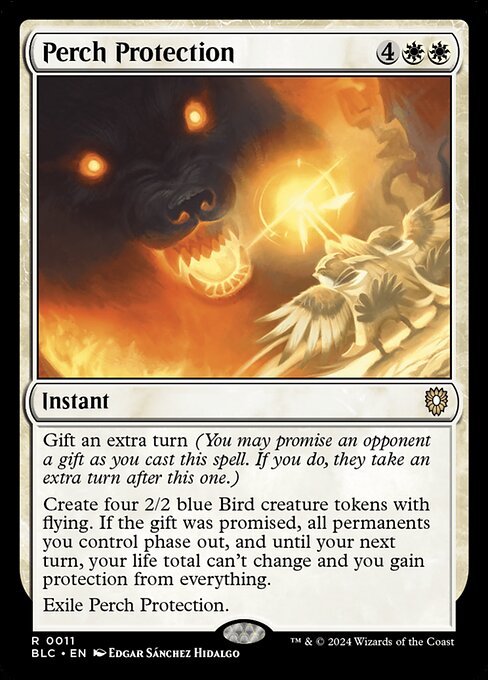 Perch Protection 4
Instant
Gift an extra turn (You may promise an opponent
a gift as you cast this spell. If you do, they take an
extra turn after this one.)
Create four 2/2 blue Bird creature tokens with
flying. If the gift was promised, all permanents
you control phase out, and until your next
turn, your life total can't change and you gain
protection from everything.
Exile Perch Protection.
R 0011
™ & © 2024 Wizards of the Coast
BLC • EN Edgar Sánchez Hidalgo